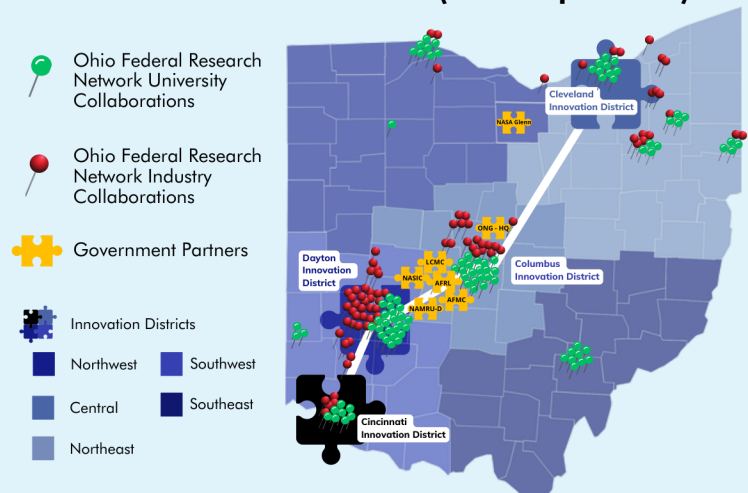 Ohio Federal Research
Network University
Collaborations
Ohio Federal Research
Network Industry
Collaborations
Government Partners
Innovation Districts
Northwest
Southwest
Central
Southeast
Northeast
Cleveland
Innovation District
NASA Glenn
ONG - HQ
Dayton
Innovation
District
LCMC
NASIC
AFRL
AFMC
NAMRU-D
Columbus
Innovation District
Cincinnati
Innovation District